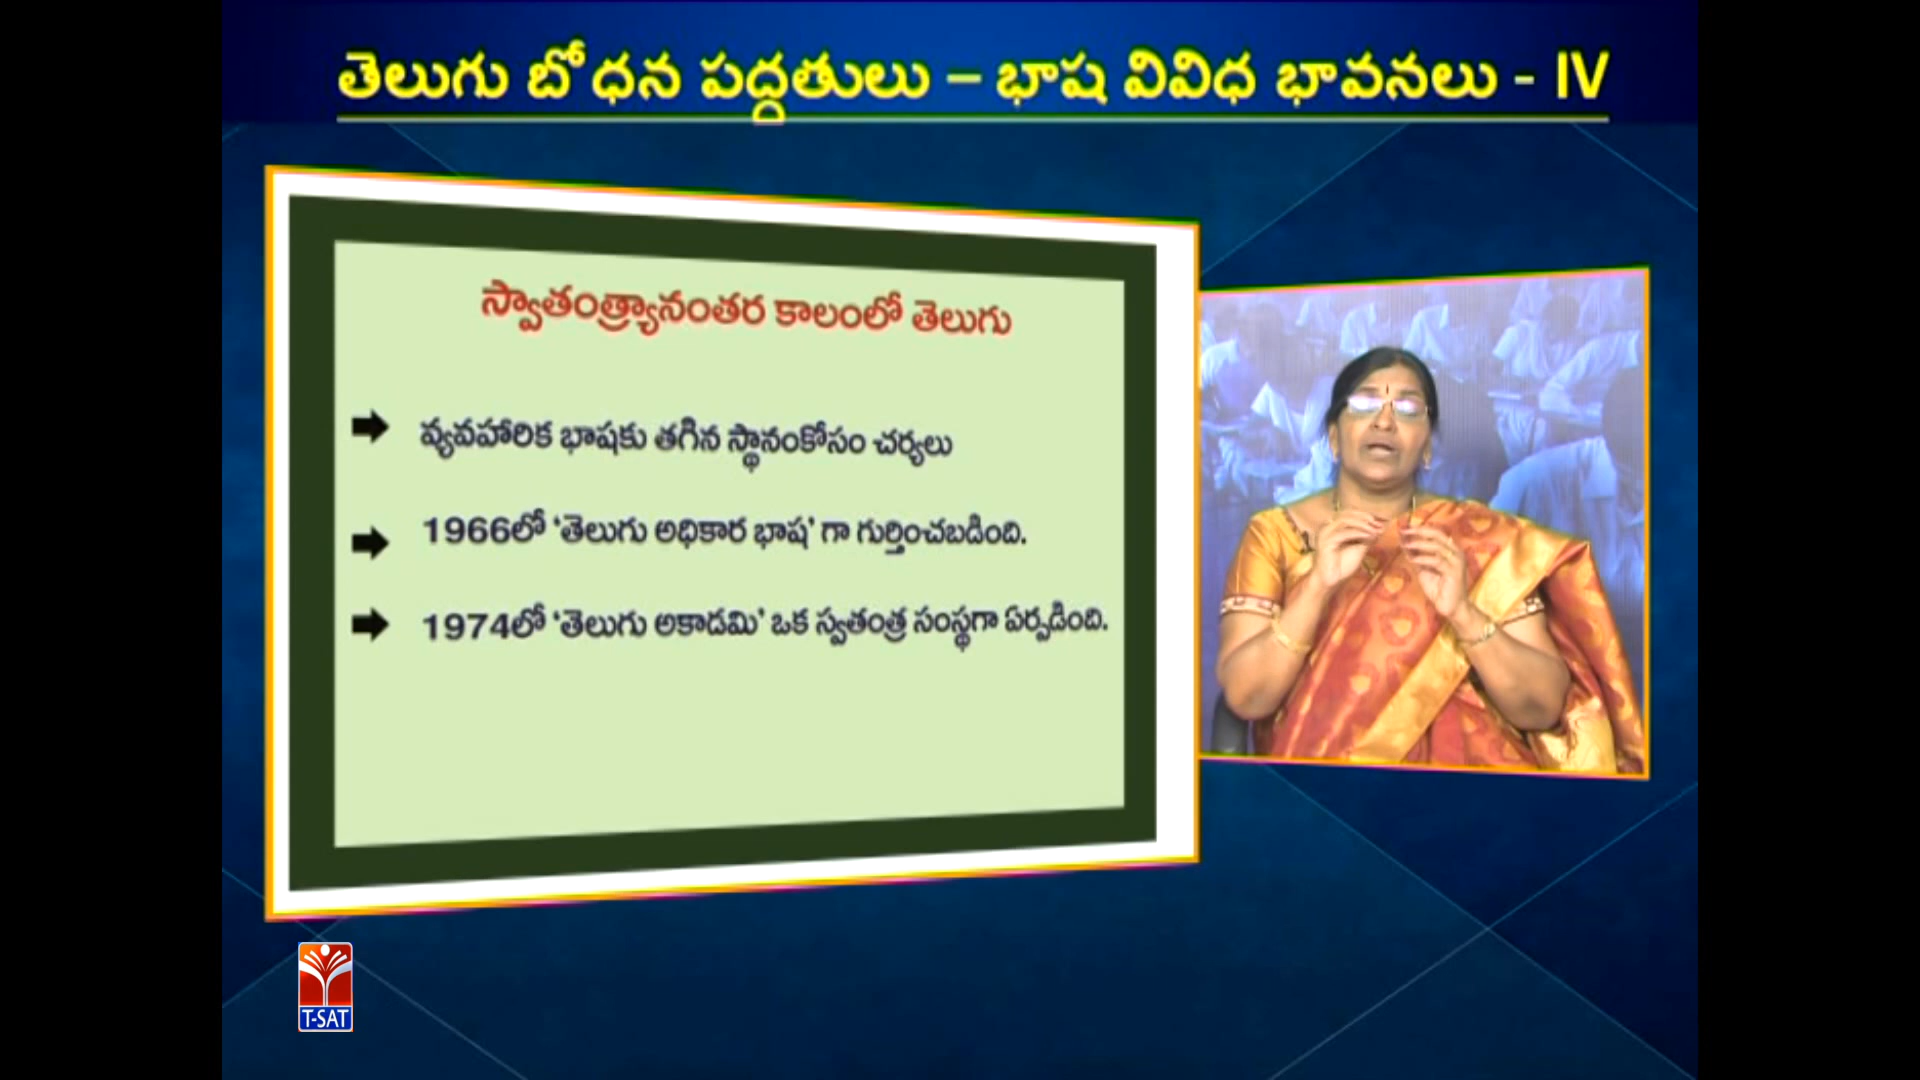 తెలుగు బోధన పద్ధతులు – భాష వివిధ భావనలు - IV
స్వాతంత్ర్యానంతర కాలంలో తెలుగు
వ్యవహారిక భాషకు తగిన స్థానంకోసం చర్యలు
1966లో ‘తెలుగు అధికార భాష’ గా గుర్తించబడింది.
1974లో ‘తెలుగు అకాడమి’ ఒక స్వతంత్ర సంస్థగా ఏర్పడింది.
T-SAT